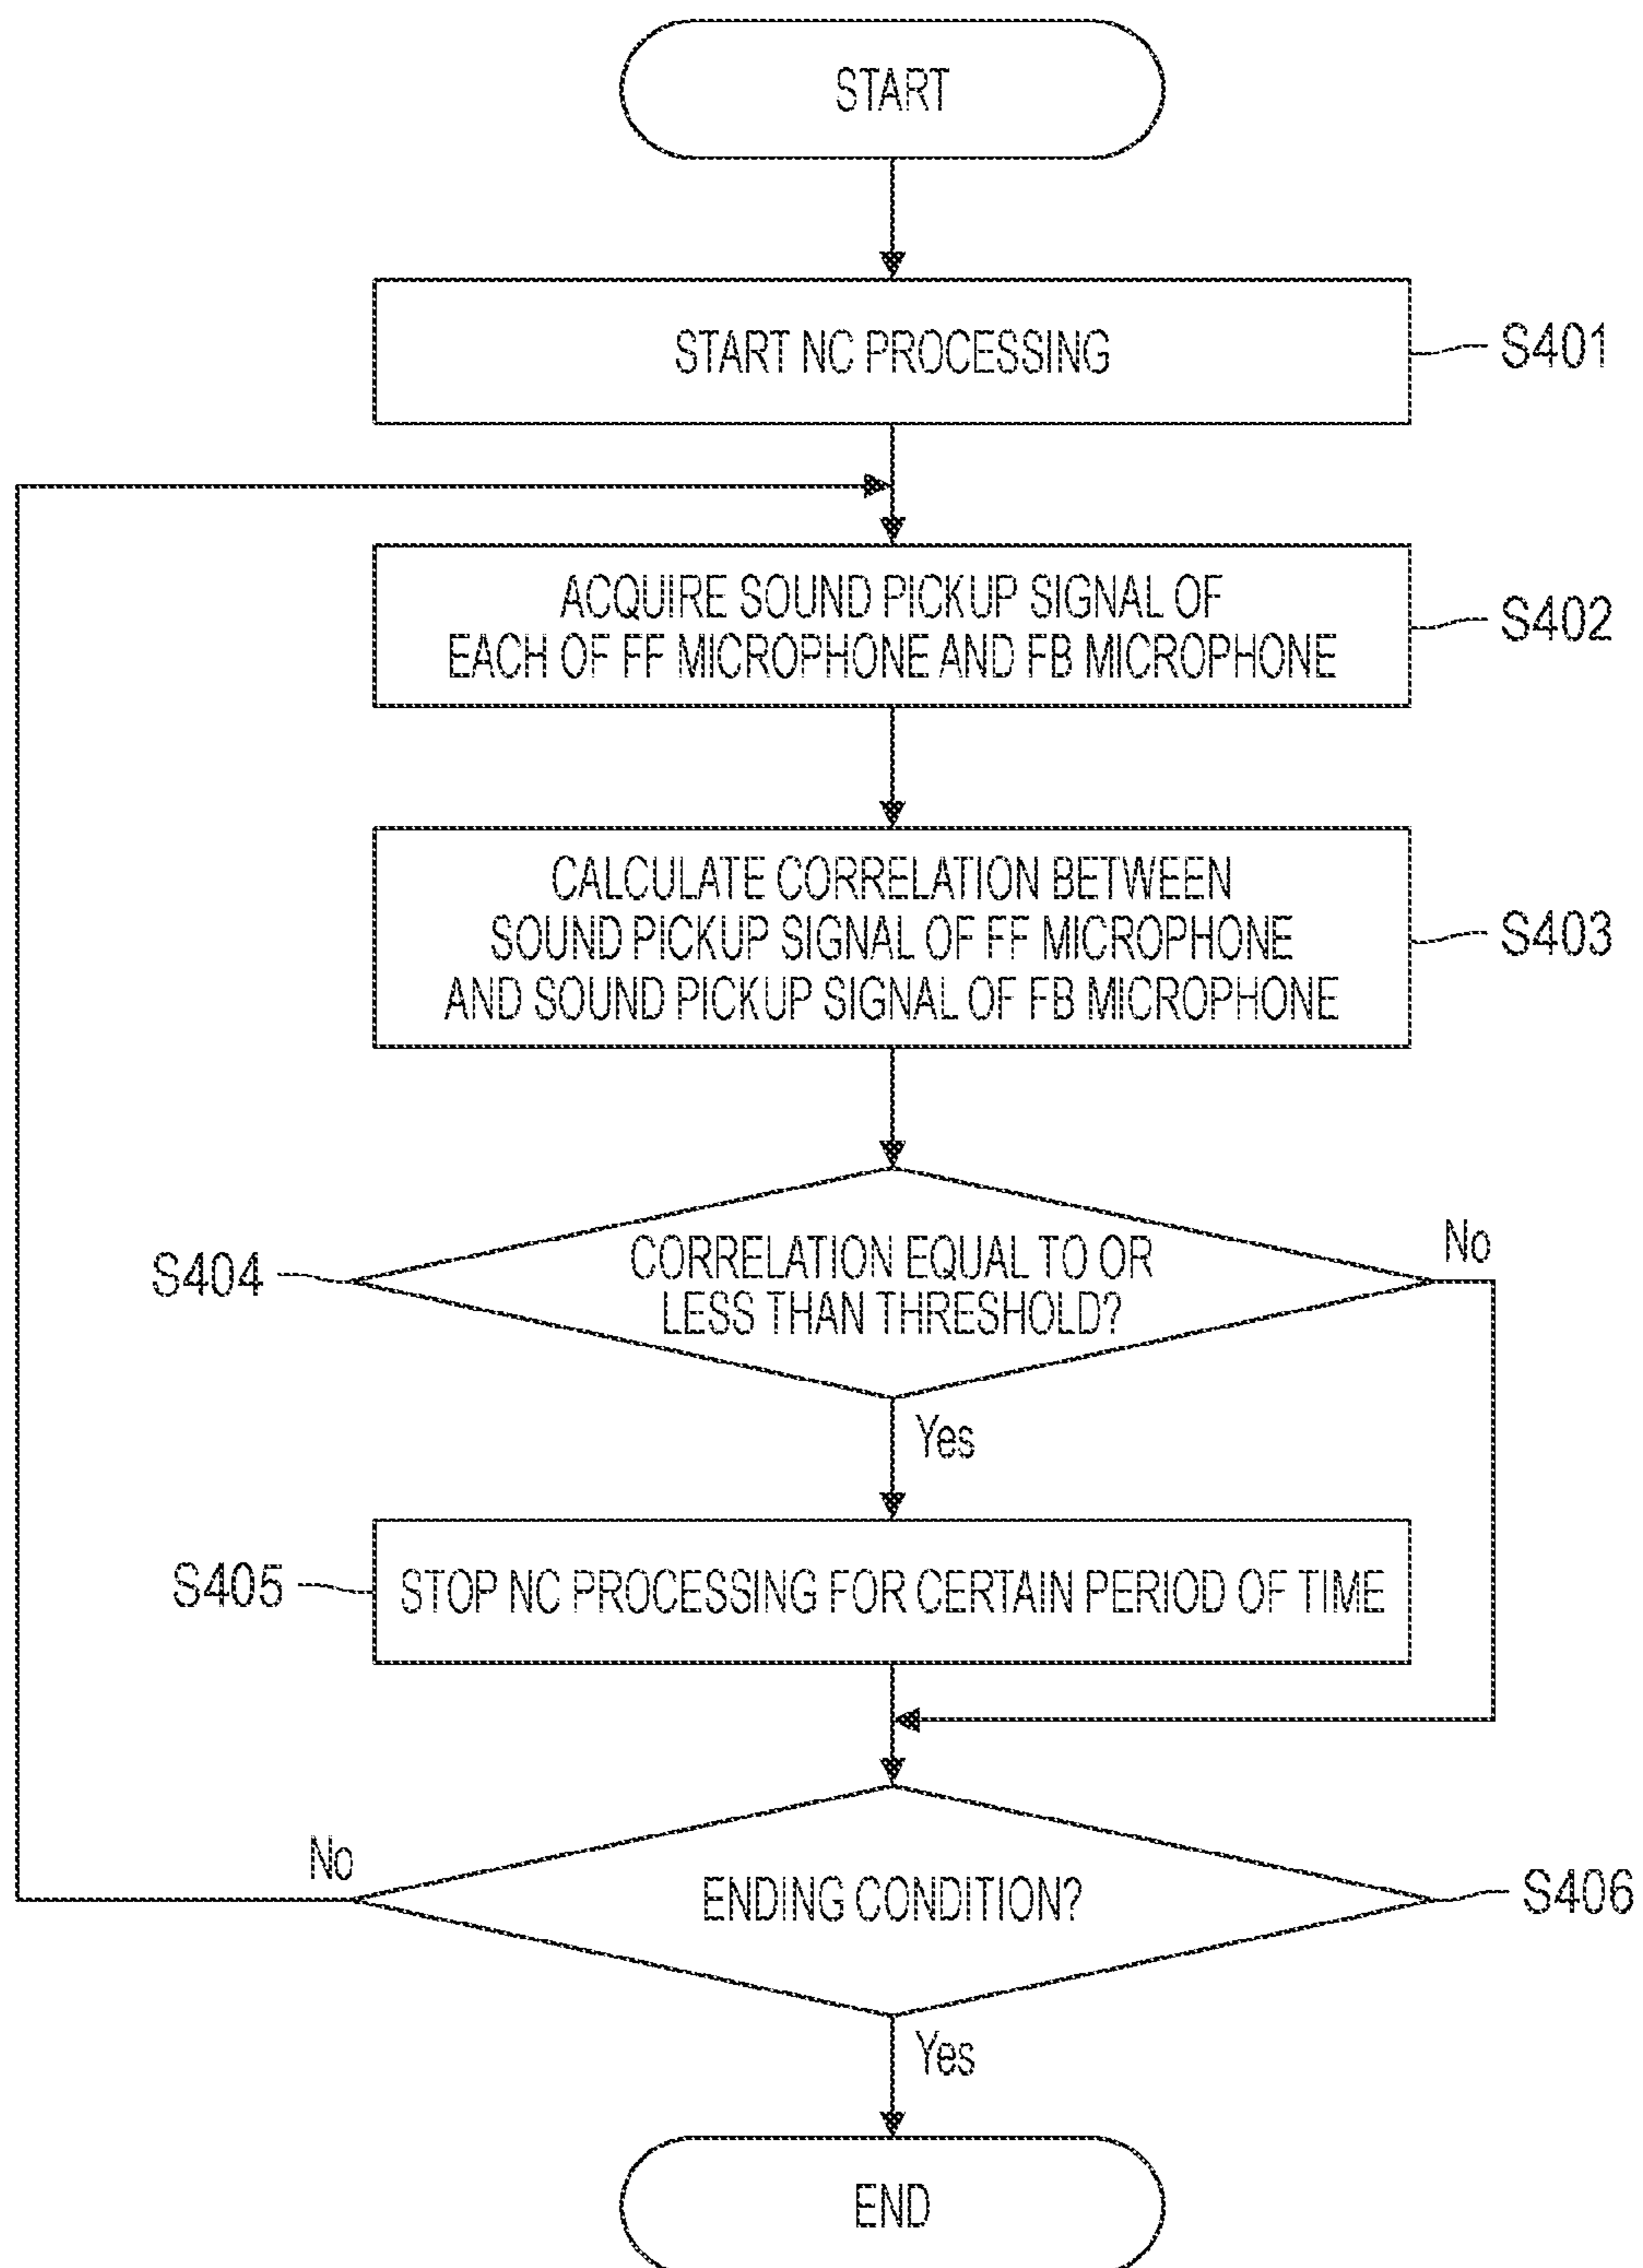 START
START NC PROCESSING
S401
ACQUIRE SOUND PICKUP SIGNAL OF
EACH OF FF MICROPHONE AND FB MICROPHONE
S402
CALCULATE CORRELATION BETWEEN
SOUND PICKUP SIGNAL OF FF MICROPHONE
AND SOUND PICKUP SIGNAL OF FB MICROPHONE
S403
S404
CORRELATION EQUAL TO OR
LESS THAN THRESHOLD?
No
Yes
S405
STOP NC PROCESSING FOR CERTAIN PERIOD OF TIME
No
ENDING CONDITION?
S406
Yes
END